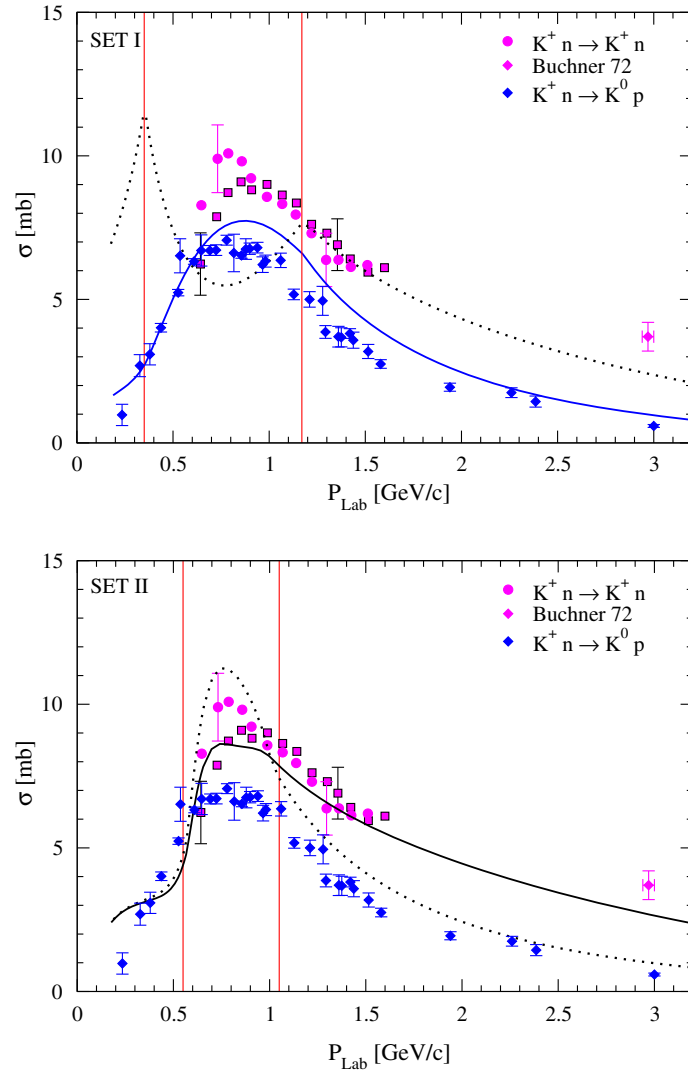 15
SET I
K⁺ n → K⁺ n
Buchner 72
K⁺ n → K⁰ p
10
σ [mb]
5
0
0 0.5 1 1.5 2 2.5 3
P_Lab [GeV/c]
15
SET II
K⁺ n → K⁺ n
Buchner 72
K⁺ n → K⁰ p
10
σ [mb]
5
0
0 0.5 1 1.5 2 2.5 3
P_Lab [GeV/c]